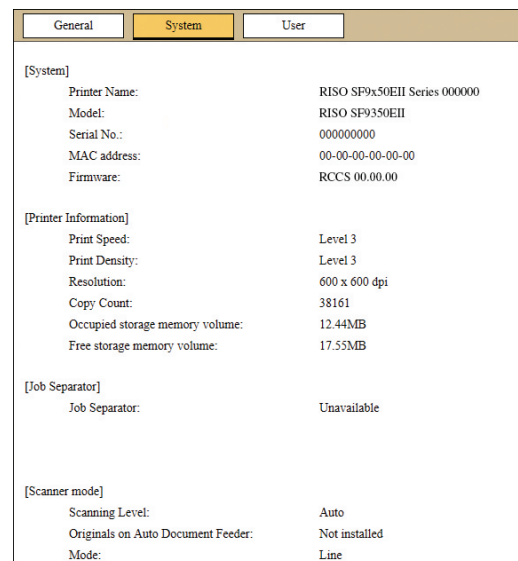 General System User
[System]
Printer Name: RISO SF9x50EII Series 000000
Model: RISO SF9350EII
Serial No.: 000000000
MAC address: 00-00-00-00-00-00
Firmware: RCCS 00.00.00
[Printer Information]
Print Speed: Level 3
Print Density: Level 3
Resolution: 600 x 600 dpi
Copy Count: 38161
Occupied storage memory volume: 12.44MB
Free storage memory volume: 17.55MB
[Job Separator]
Job Separator: Unavailable
[Scanner mode]
Scanning Level: Auto
Originals on Auto Document Feeder: Not installed
Mode: Line